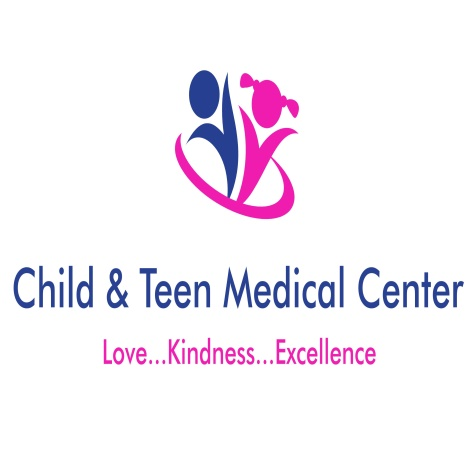 Child & Teen Medical Center
Love...Kindness...Excellence